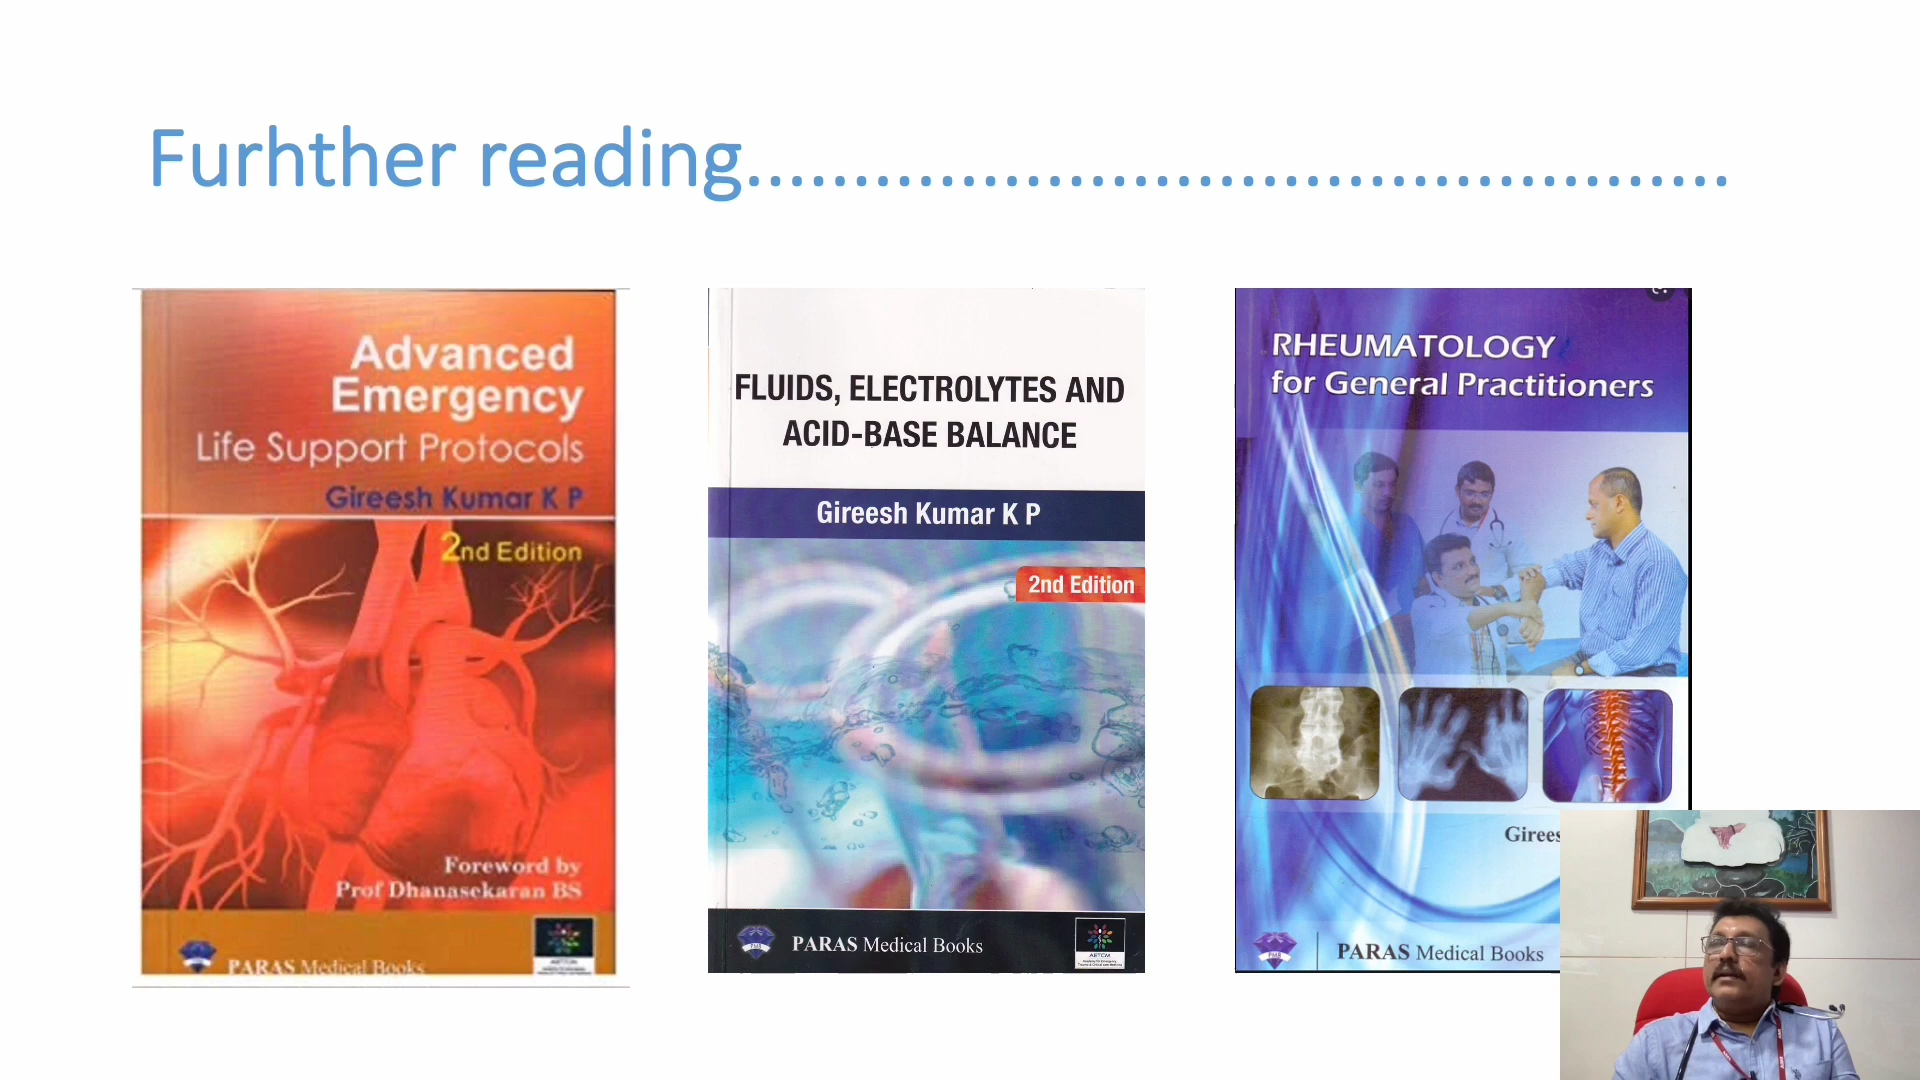 Furhther reading..............................................
Advanced
Emergency
Life Support Protocols
Gireesh Kumar K P
2nd Edition
Foreword by
Prof Dhanasekaran BS
PARAS Medical Books
AETCM
FLUIDS, ELECTROLYTES AND
ACID-BASE BALANCE
Gireesh Kumar K P
2nd Edition
PARAS Medical Books
AETCM
RHEUMATOLOGY
for General Practitioners
Girees
PARAS Medical Books